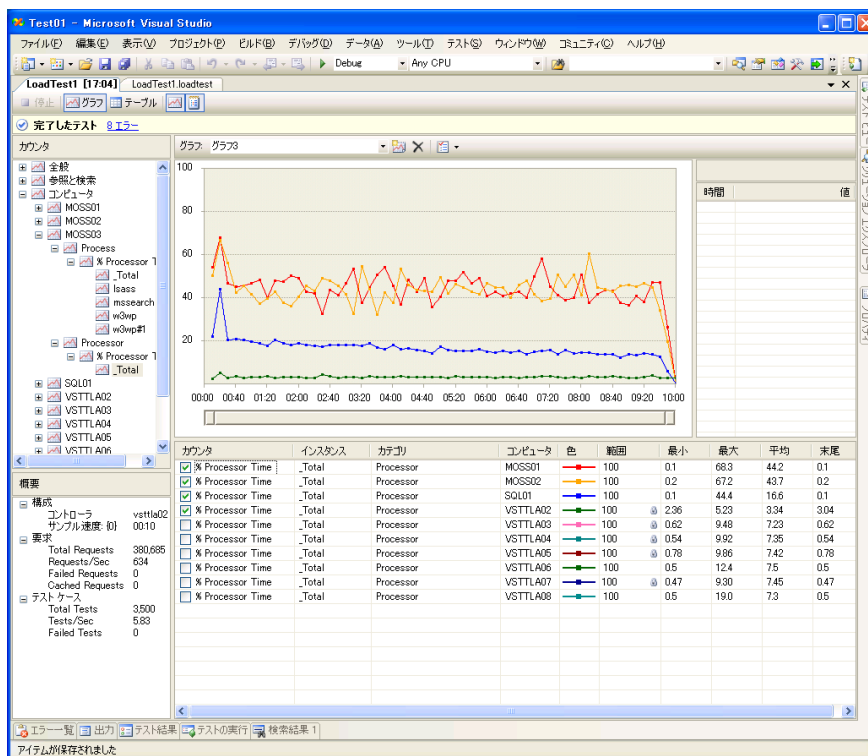 Test01 - Microsoft Visual Studio
ファイル(F) 編集(E) 表示(V) プロジェクト(P) ビルド(B) デバッグ(D) データ(A) ツール(T) テスト(S) ウィンドウ(W) コミュニティ(C) ヘルプ(H)
Debug Any CPU
LoadTest1 [17:04] LoadTest1.loadtest
停止 グラフ テーブル
完了したテスト 8 エラー
カウンタ
全般
参照と検索
コンピュータ
MOSS01
MOSS02
MOSS03
Process
% Processor T
_Total
lsass
mssearch
w3wp
w3wp#1
Processor
% Processor T
_Total
SQL01
VSTTLA02
VSTTLA03
VSTTLA04
VSTTLA05
VSTTLA06
グラフ: グラフ3
100
80
60
40
20
00:00 00:40 01:20 02:00 02:40 03:20 04:00 04:40 05:20 06:00 06:40 07:20 08:00 08:40 09:20 10:00
時間 値
概要
構成
コントローラ vsttla02
サンプル速度: {0} 00:10
要求
Total Requests 380,685
Requests/Sec 634
Failed Requests 0
Cached Requests 0
テスト ケース
Total Tests 3,500
Tests/Sec 5.83
Failed Tests 0
カウンタ インスタンス カテゴリ コンピュータ 色 範囲 最小 最大 平均 末尾
% Processor Time _Total Processor MOSS01 100 0.1 68.3 44.2 0.1
% Processor Time _Total Processor MOSS02 100 0.2 67.2 43.7 0.2
% Processor Time _Total Processor SQL01 100 0.1 44.4 16.6 0.1
% Processor Time _Total Processor VSTTLA02 100 2.36 5.23 3.34 3.04
% Processor Time _Total Processor VSTTLA03 100 0.62 9.48 7.23 0.62
% Processor Time _Total Processor VSTTLA04 100 0.54 9.92 7.35 0.54
% Processor Time _Total Processor VSTTLA05 100 0.78 9.86 7.42 0.78
% Processor Time _Total Processor VSTTLA06 100 0.5 12.4 7.5 0.5
% Processor Time _Total Processor VSTTLA07 100 0.47 9.30 7.45 0.47
% Processor Time _Total Processor VSTTLA08 100 0.5 19.0 7.3 0.5
エラー一覧 出力 テスト結果 テストの実行 検索結果 1
アイテムが保存されました